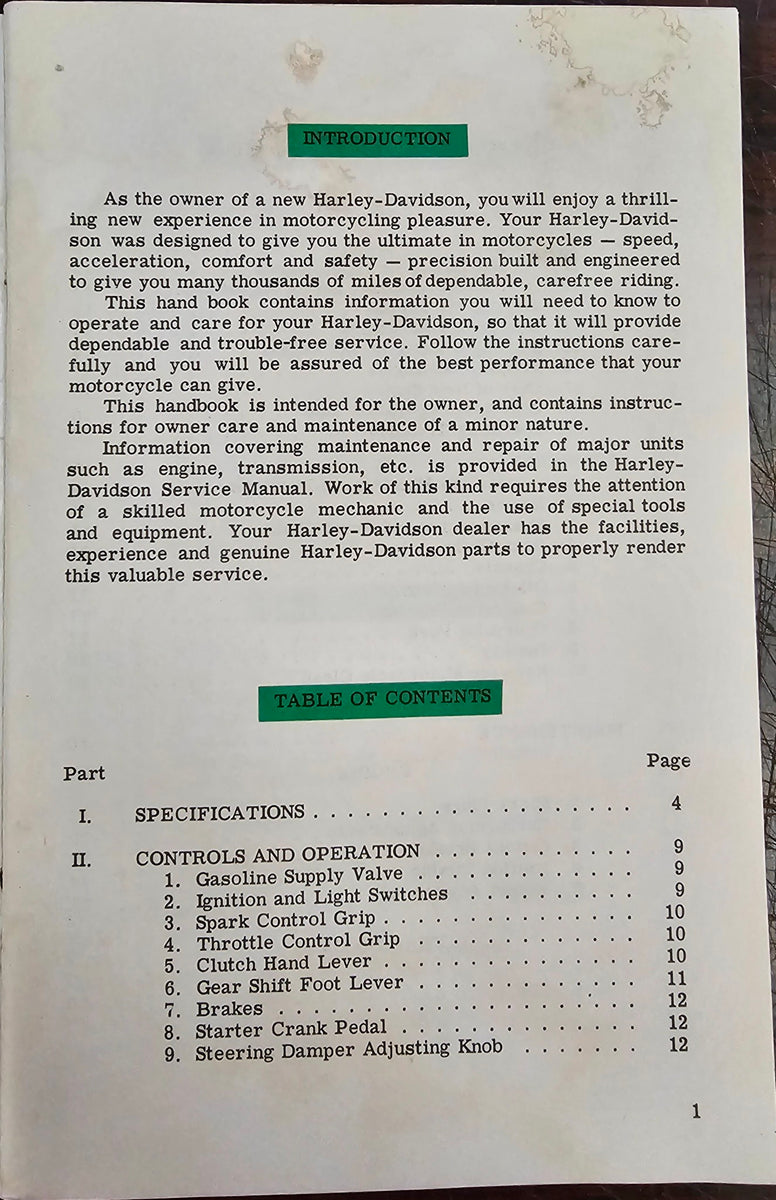 INTRODUCTION
As the owner of a new Harley-Davidson, you will enjoy a thrill-
ing new experience in motorcycling pleasure. Your Harley-David-
son was designed to give you the ultimate in motorcycles — speed,
acceleration, comfort and safety — precision built and engineered
to give you many thousands of miles of dependable, carefree riding.
This hand book contains information you will need to know to
operate and care for your Harley-Davidson, so that it will provide
dependable and trouble-free service. Follow the instructions care-
fully and you will be assured of the best performance that your
motorcycle can give.
This handbook is intended for the owner, and contains instruc-
tions for owner care and maintenance of a minor nature.
Information covering maintenance and repair of major units
such as engine, transmission, etc. is provided in the Harley-
Davidson Service Manual. Work of this kind requires the attention
of a skilled motorcycle mechanic and the use of special tools
and equipment. Your Harley-Davidson dealer has the facilities,
experience and genuine Harley-Davidson parts to properly render
this valuable service.
TABLE OF CONTENTS
Part Page
I. SPECIFICATIONS . . . . . . . . . . . . . . . . . . . 4
II. CONTROLS AND OPERATION . . . . . . . . . . . . 9
1. Gasoline Supply Valve . . . . . . . . . . . . . 9
2. Ignition and Light Switches . . . . . . . . . . 9
3. Spark Control Grip . . . . . . . . . . . . . . . 10
4. Throttle Control Grip . . . . . . . . . . . . . 10
5. Clutch Hand Lever . . . . . . . . . . . . . . . 10
6. Gear Shift Foot Lever . . . . . . . . . . . . . 11
7. Brakes . . . . . . . . . . . . . . . . . . . . . 12
8. Starter Crank Pedal . . . . . . . . . . . . . . 12
9. Steering Damper Adjusting Knob . . . . . . . 12
1